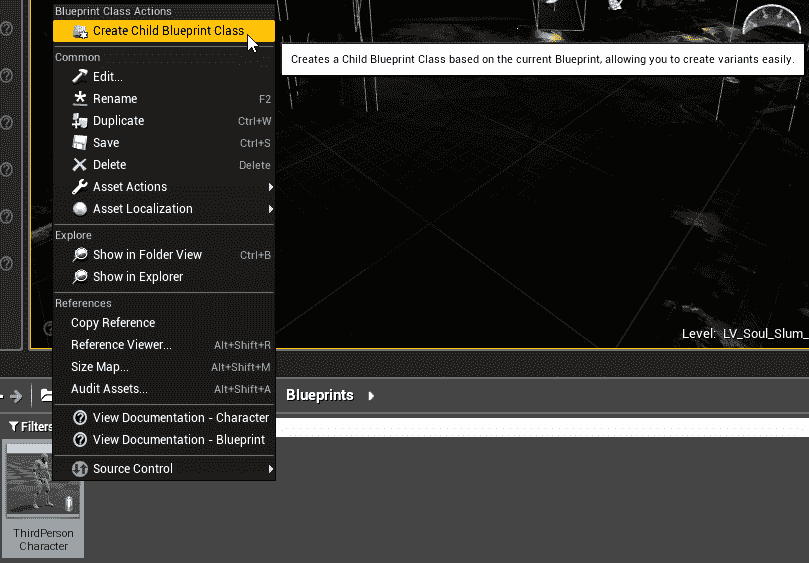 Blueprint Class Actions
Create Child Blueprint Class
Creates a Child Blueprint Class based on the current Blueprint, allowing you to create variants easily.
Common
Edit...
Rename F2
Duplicate Ctrl+W
Save Ctrl+S
Delete Delete
Asset Actions
Asset Localization
Explore
Show in Folder View Ctrl+B
Show in Explorer
References
Copy Reference
Level: LV_Soul_Slum_
Reference Viewer... Alt+Shift+R
Size Map... Alt+Shift+M
Audit Assets... Alt+Shift+A
Blueprints
View Documentation - Character
Filters
View Documentation - Blueprint
Source Control
ThirdPerson
Character